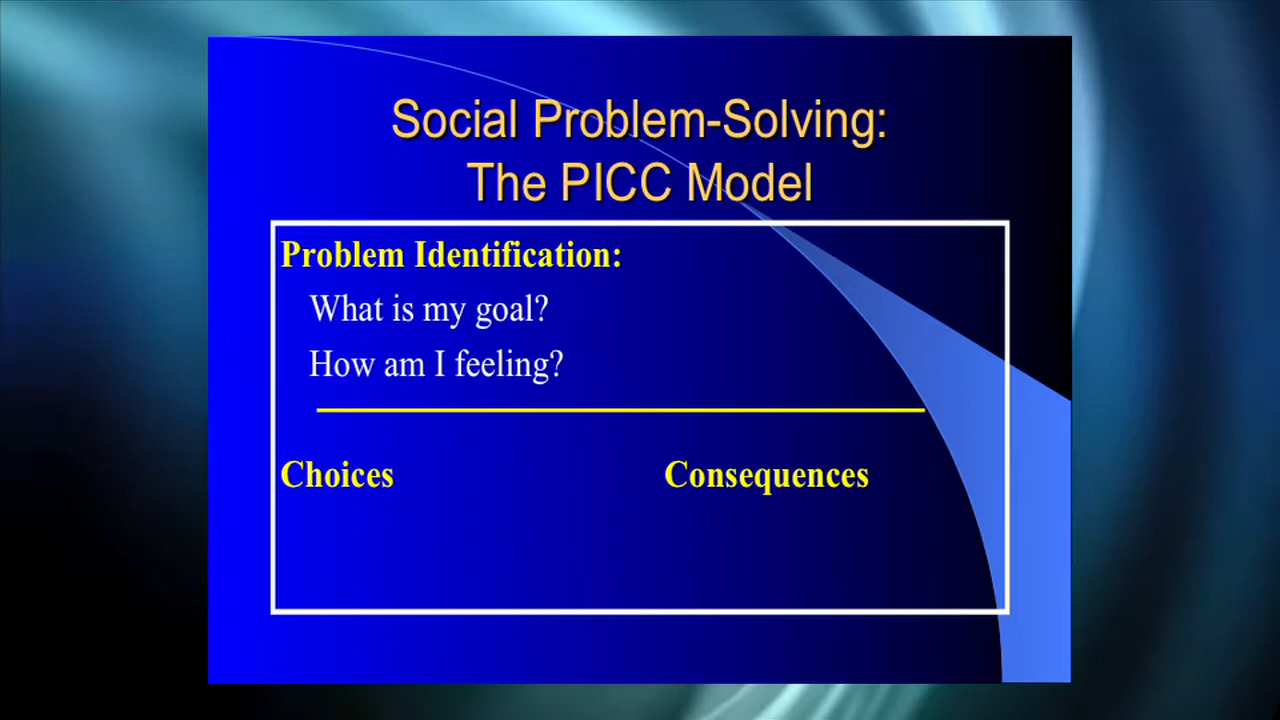 Social Problem-Solving:
The PICC Model
Problem Identification:
What is my goal?
How am I feeling?
Choices Consequences